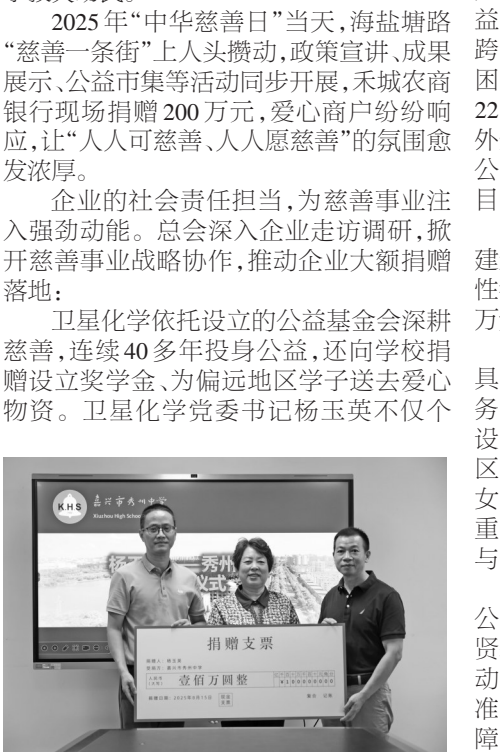 2025年“中华慈善日”当天,海盐塘路
“慈善一条街”上人头攒动,政策宣讲、成果
展示、公益市集等活动同步开展,禾城农商
银行现场捐赠200万元,爱心商户纷纷响
应,让“人人可慈善、人人愿慈善”的氛围愈
发浓厚。
企业的社会责任担当,为慈善事业注
入强劲动能。总会深入企业走访调研,掀
开慈善事业战略协作,推动企业大额捐赠
落地:
卫星化学依托设立的公益基金会深耕
慈善,连续40多年投身公益,还向学校捐
赠设立奖学金、为偏远地区学子送去爱心
物资。卫星化学党委书记杨玉英不仅个
KHS
嘉兴市秀州中学
Xiuzhou High School
秀州
仪式
捐赠支票
壹佰万圆整
益
跨
困
22
外
公
目
建
性
万
具
务
设
区
女
重
与
公
贤
动
准
障